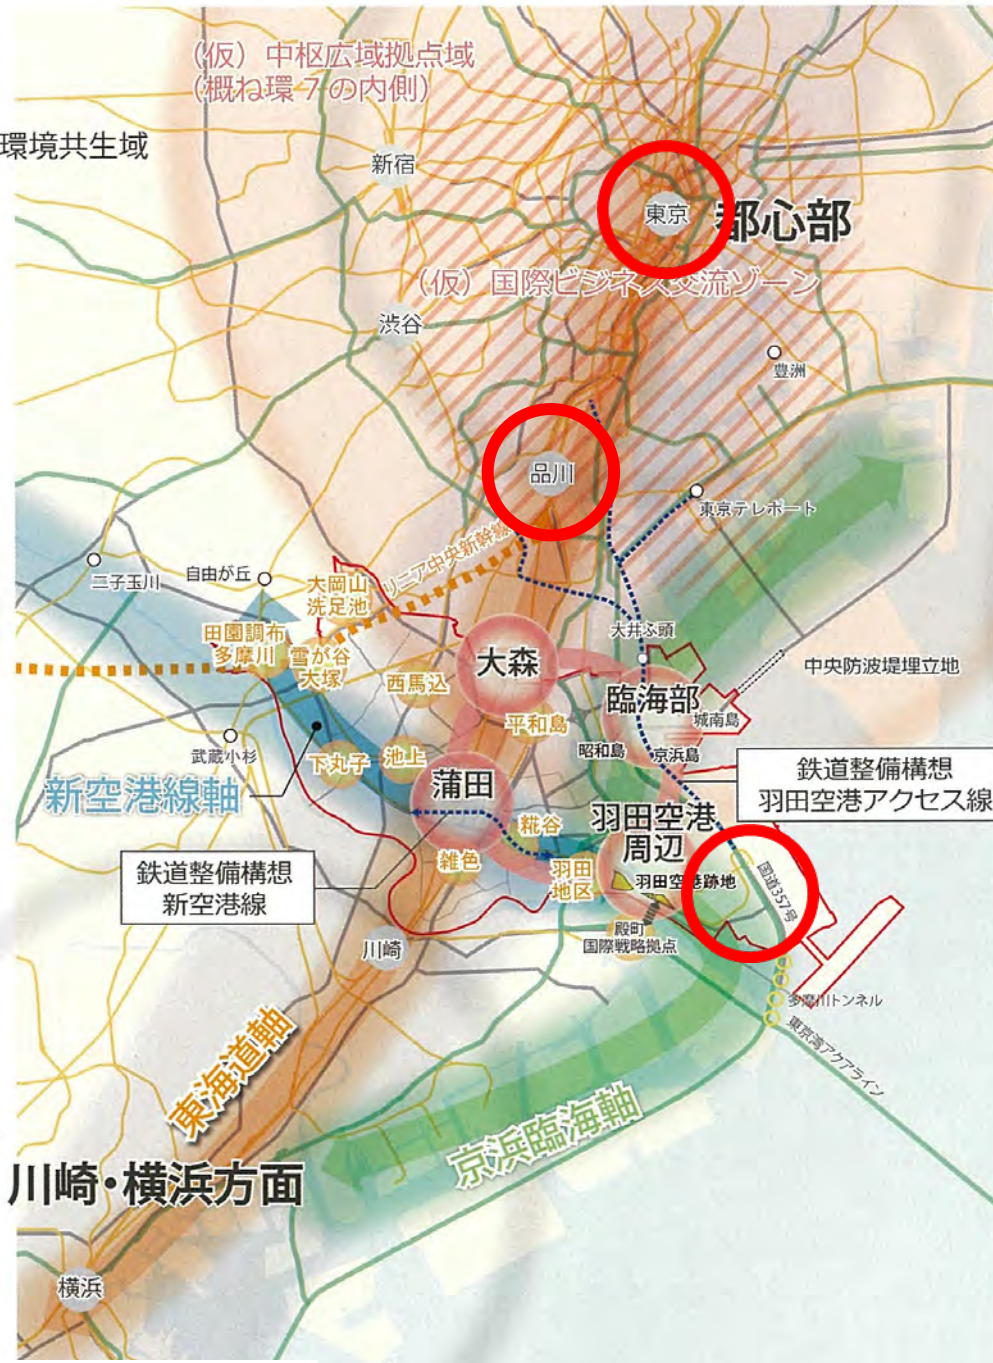 (仮) 中枢広域拠点域
(概ね環7の内側)
環境共生域
新宿
東京
都心部
(仮) 国際ビジネス交流ゾーン
渋谷
豊洲
品川
東京テレポート
リニア中央新幹線
二子玉川
自由が丘
大岡山
洗足池
田園調布
多摩川
雪が谷
大塚
大井ふ頭
大森
西馬込
中央防波堤埋立地
臨海部
城南島
平和島
昭和島
京浜島
武蔵小杉
下丸子
池上
新空港線軸
蒲田
鉄道整備構想
羽田空港アクセス線
羽田空港
周辺
糀谷
雑色
羽田
地区
羽田空港跡地
国道357号
鉄道整備構想
新空港線
殿町
国際戦略拠点
川崎
多摩川トンネル
東京湾アクアライン
東海道軸
京浜臨海軸
川崎・横浜方面
横浜